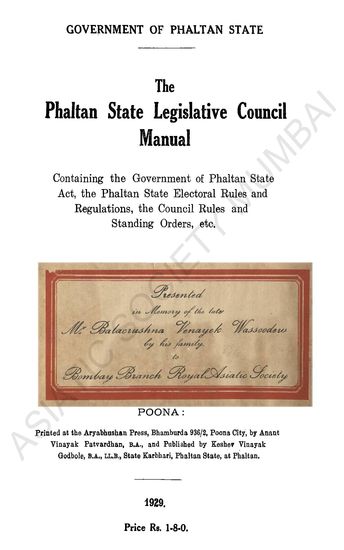 GOVERNMENT OF PHALTAN STATE
The
Phaltan State Legislative Council
Manual
Containing the Government of Phaltan State
Act, the Phaltan State Electoral Rules and
Regulations, the Council Rules and
Standing Orders, etc.
Presented
in Memory of the late
Mr. Balacrushna Venayek Wassoodew
by his family
to
Bombay Branch Royal Asiatic Society
POONA:
Printed at the Aryabhushan Press, Bhamburda 936/2, Poona City, by Anant
Vinayak Patvardhan, B.A., and Published by Keshev Vinayak
Godbole, B.A., LL.B., State Karbhari, Phaltan State, at Phaltan.
1929.
Price Rs. 1-8-0.
ASIATIC SOCIETY MUMBAI